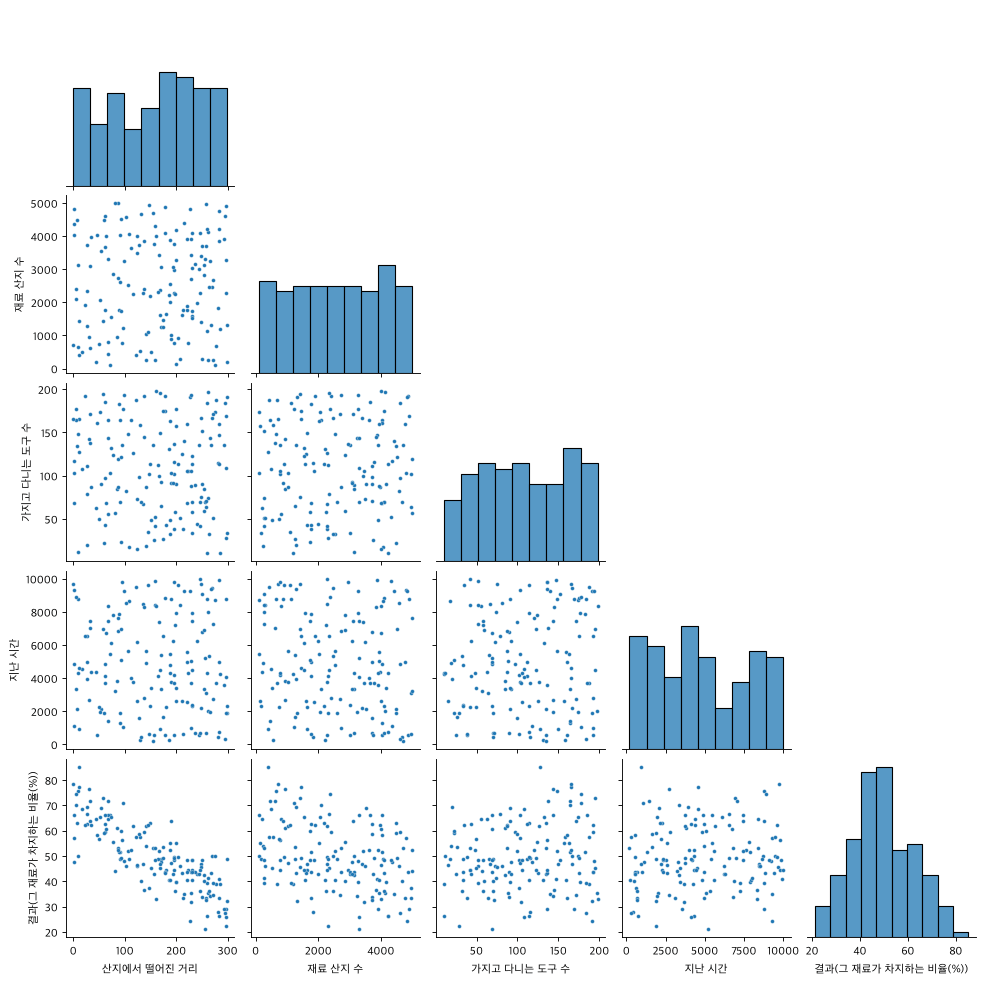 재료 산지 수
5000
4000
3000
2000
1000
0
가지고 다니는 도구 수
200
150
100
50
지난 시간
10000
8000
6000
4000
2000
0
결과(그 재료가 차지하는 비율(%))
80
70
60
50
40
30
20
0 100 200 300
산지에서 떨어진 거리
0 2000 4000
재료 산지 수
50 100 150 200
가지고 다니는 도구 수
0 2500 5000 7500 10000
지난 시간
20 40 60 80
결과(그 재료가 차지하는 비율(%))